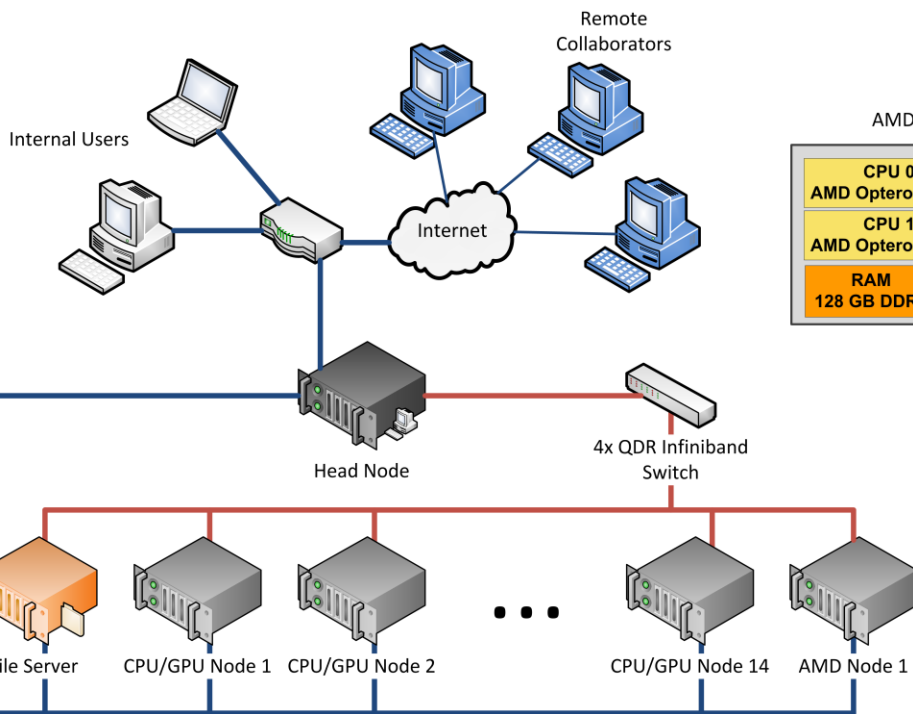 Remote
Collaborators
Internal Users
Internet
AMD
CPU 0
AMD Optero
CPU 1
AMD Optero
RAM
128 GB DDR
Head Node
4x QDR Infiniband
Switch
ile Server
CPU/GPU Node 1
CPU/GPU Node 2
CPU/GPU Node 14
AMD Node 1